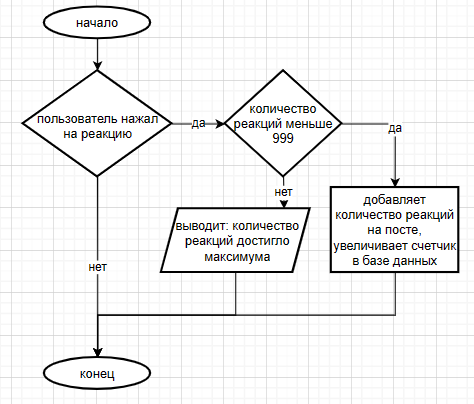 начало
пользователь нажал
на реакцию
да
количество
реакций меньше
999
да
нет
выводит: количество
реакций достигло
максимума
добавляет
количество реакций
на посте,
увеличивает счетчик
в базе данных
нет
конец